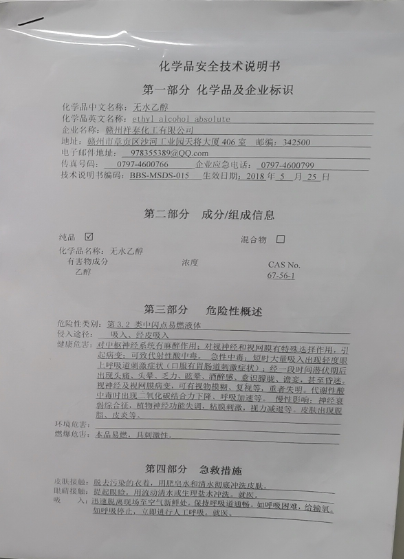 化学品安全技术说明书
第一部分 化学品及企业标识
化学品中文名称：无水乙醇
化学品英文名称：ethyl alcohol absolute
企业名称：赣州祥泰化工有限公司
地址：赣州市章贡区沙河工业园天将大厦 406 室 邮编：342500
电子邮件地址：978355389@QQ.com
传真号码：0797-4600766 企业应急电话：0797-4600799
技术说明书编码：BBS-MSDS-015 生效日期：2018 年 5 月 25 日
第二部分 成分/组成信息
纯品 ☑ 混合物 □
化学品名称：无水乙醇
有害物成分 浓度 CAS No.
乙醇 67-56-1
第三部分 危险性概述
危险性类别：第 3.2 类中闪点易燃液体
侵入途径：吸入、经皮吸入
健康危害：对中枢神经系统有麻醉作用；对视神经和视网膜有特殊选择作用，引
起病变；可致代谢性酸中毒。 急性中毒：短时大量吸入出现轻度眼
上呼吸道刺激症状（口服有胃肠道刺激症状）；经一段时间潜伏期后
出现头痛、头晕、乏力、眩晕、酒醉感、意识朦胧、谵妄，甚至昏迷。
视神经及视网膜病变，可有视物模糊、复视等，重者失明。代谢性酸
中毒时出现二氧化碳结合力下降、呼吸加速等。 慢性影响：神经衰
弱综合征，植物神经功能失调，粘膜刺激，视力减退等。皮肤出现脱
脂、皮炎等。
环境危害：
燃爆危害：本品易燃，具刺激性。
第四部分 急救措施
皮肤接触：脱去污染的衣着，用肥皂水和清水彻底冲洗皮肤。
眼睛接触：提起眼睑，用流动清水或生理盐水冲洗。就医。
吸 入：迅速脱离现场至空气新鲜处。保持呼吸道通畅。如呼吸困难，给输氧。
如呼吸停止，立即进行人工呼吸。就医。